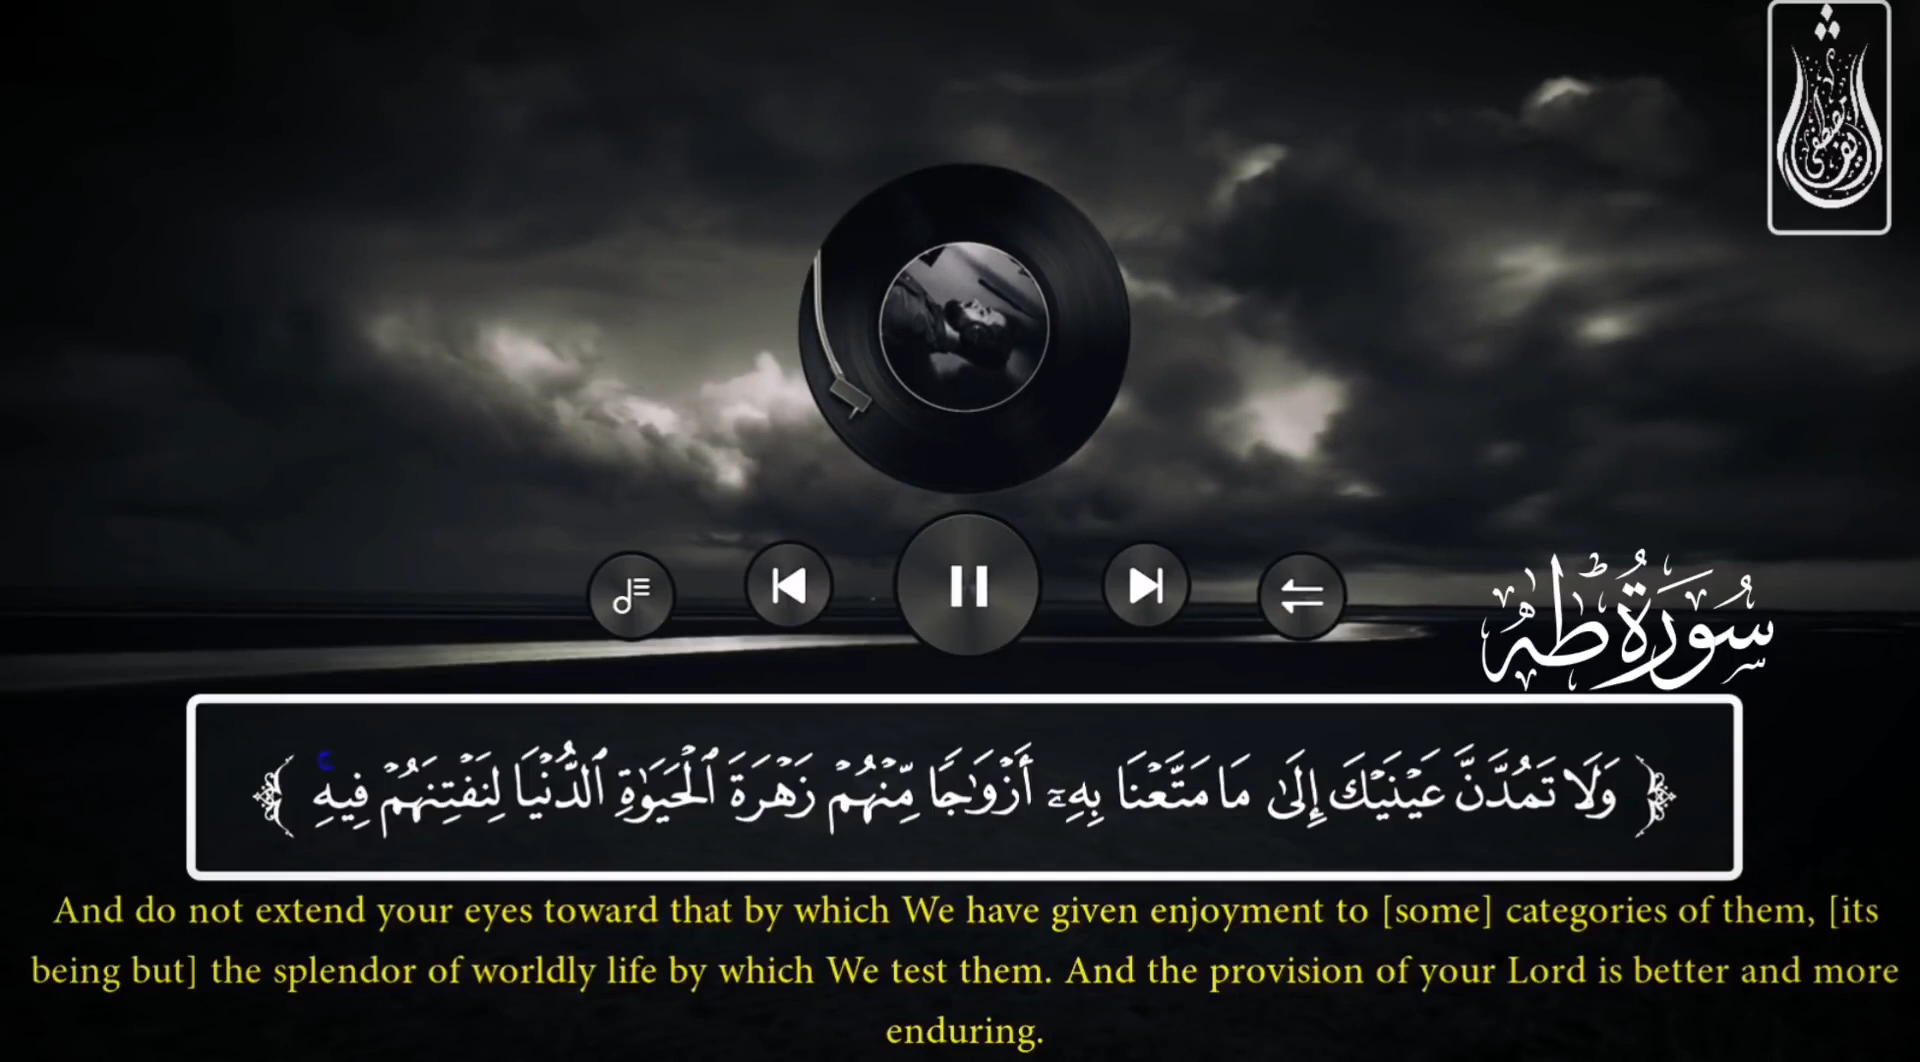 سُورَةُ طه
﴿ وَلَا تَمُدَّنَّ عَيْنَيْكَ إِلَىٰ مَا مَتَّعْنَا بِهِۦٓ أَزْوَٰجًا مِّنْهُمْ زَهْرَةَ ٱلْحَيَوٰةِ ٱلدُّنْيَا لِنَفْتِنَهُمْ فِيهِ ۚ ﴾
And do not extend your eyes toward that by which We have given enjoyment to [some] categories of them, [its
being but] the splendor of worldly life by which We test them. And the provision of your Lord is better and more
enduring.